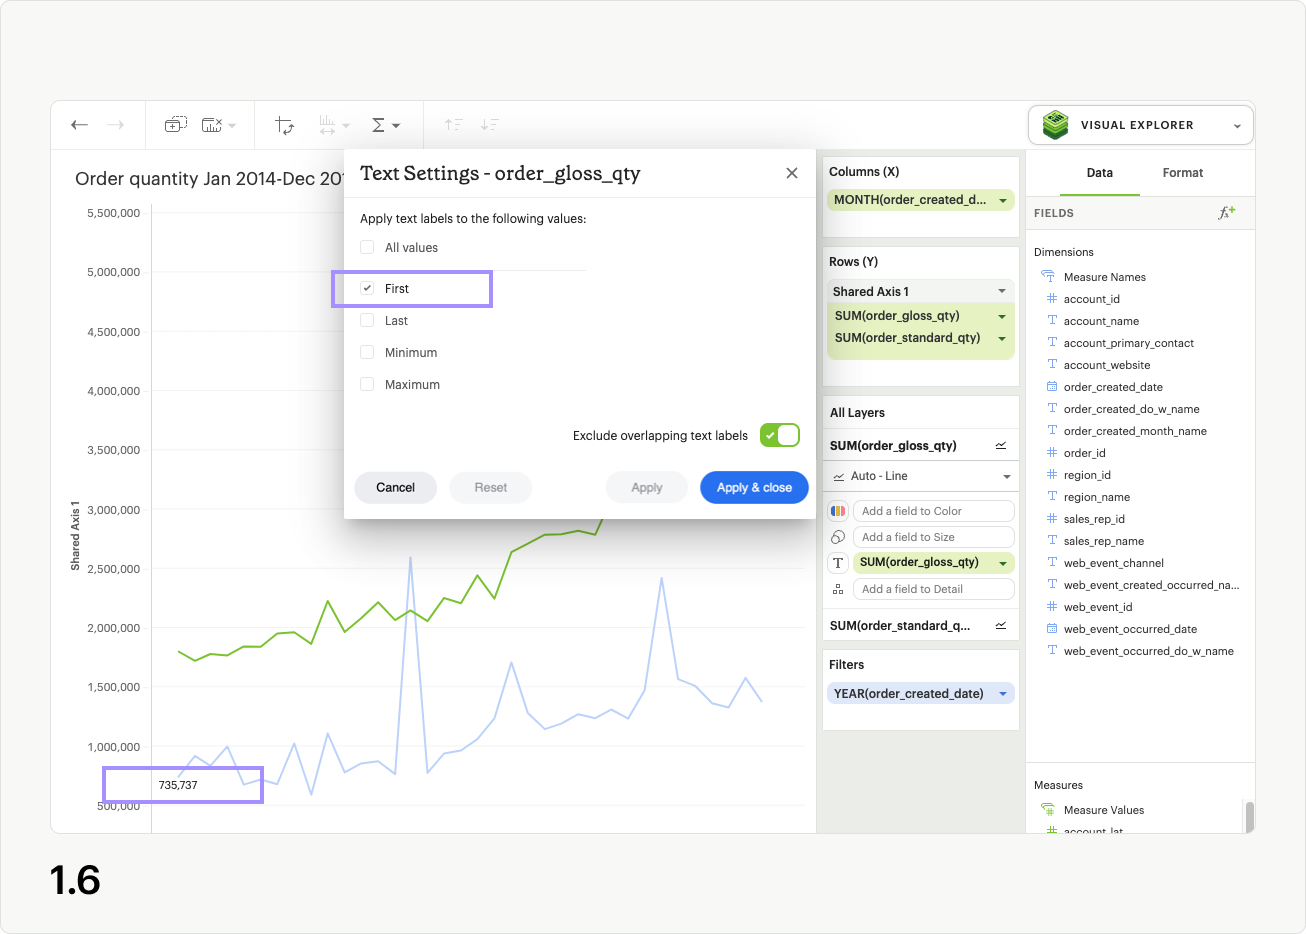 VISUAL EXPLORER
Order quantity Jan 2014-Dec 201
5,500,000
5,000,000
4,500,000
4,000,000
3,500,000
3,000,000
2,500,000
2,000,000
1,500,000
1,000,000
500,000
Shared Axis 1
735,737
Text Settings - order_gloss_qty
Apply text labels to the following values:
All values
First
Last
Minimum
Maximum
Exclude overlapping text labels
Cancel
Reset
Apply
Apply & close
Columns (X)
MONTH(order_created_d...
Rows (Y)
Shared Axis 1
SUM(order_gloss_qty)
SUM(order_standard_qty)
All Layers
SUM(order_gloss_qty)
Auto - Line
Add a field to Color
Add a field to Size
T
SUM(order_gloss_qty)
Add a field to Detail
SUM(order_standard_q...
Filters
YEAR(order_created_date)
Data
Format
FIELDS
Dimensions
Measure Names
account_id
account_name
account_primary_contact
account_website
order_created_date
order_created_do_w_name
order_created_month_name
order_id
region_id
region_name
sales_rep_id
sales_rep_name
web_event_channel
web_event_created_occurred_na...
web_event_id
web_event_occurred_date
web_event_occurred_do_w_name
Measures
Measure Values
account_lat
1.6